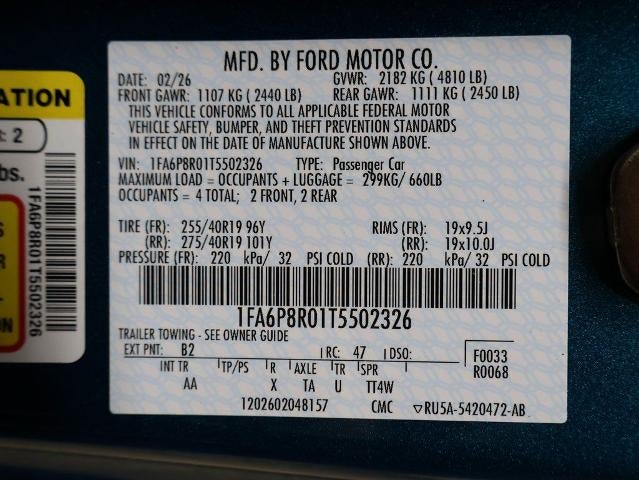 MFD. BY FORD MOTOR CO.
DATE: 02/26 GVWR: 2182 KG ( 4810 LB)
FRONT GAWR: 1107 KG ( 2440 LB) REAR GAWR: 1111 KG ( 2450 LB)
THIS VEHICLE CONFORMS TO ALL APPLICABLE FEDERAL MOTOR
VEHICLE SAFETY, BUMPER, AND THEFT PREVENTION STANDARDS
IN EFFECT ON THE DATE OF MANUFACTURE SHOWN ABOVE.
VIN: 1FA6P8R01T5502326 TYPE: Passenger Car
MAXIMUM LOAD = OCCUPANTS + LUGGAGE = 299KG/ 660LB
OCCUPANTS = 4 TOTAL; 2 FRONT, 2 REAR
TIRE (FR): 255/40R19 96Y RIMS (FR): 19x9.5J
(RR): 275/40R19 101Y (RR): 19x10.0J
PRESSURE (FR): 220 kPa/ 32 PSI COLD (RR): 220 kPa/ 32 PSI COLD
1FA6P8R01T5502326
TRAILER TOWING - SEE OWNER GUIDE
EXT PNT: B2 RC: 47 DSO: F0033
INT TR TP/PS R AXLE TR SPR R0068
AA X TA U TT4W
1202602048157 CMC ▽RU5A-5420472-AB
ATION
: 2
bs.
1FA6P8R01T5502326
S
R
ON